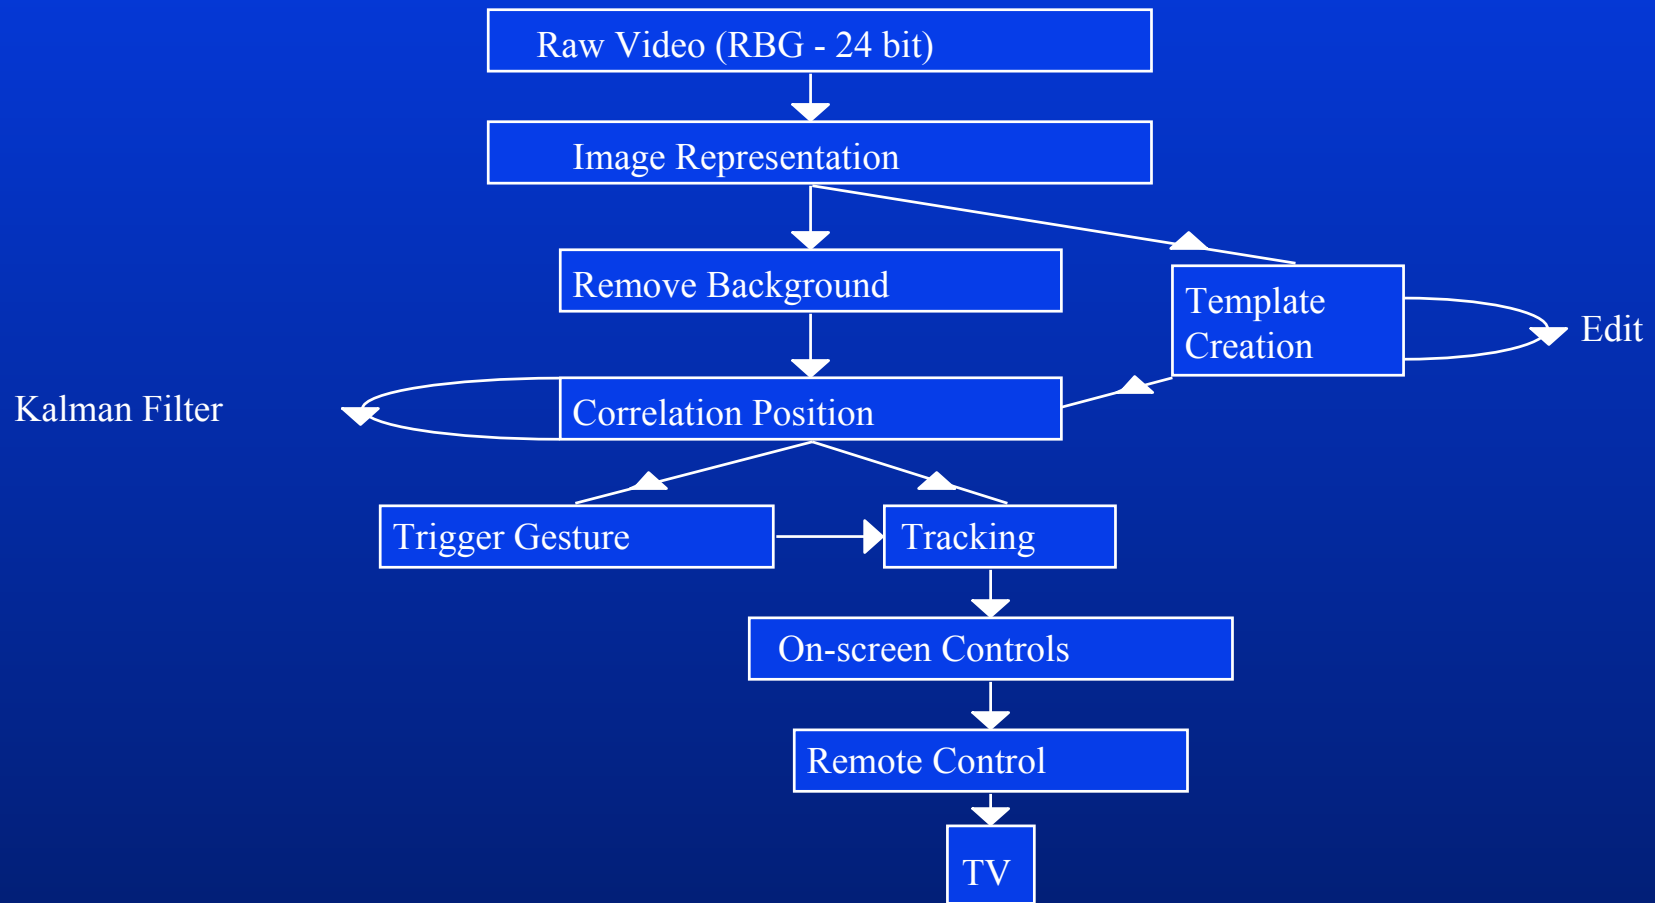 Raw Video (RBG - 24 bit)
Image Representation
Remove Background
Template
Creation
Edit
Kalman Filter
Correlation Position
Trigger Gesture
Tracking
On-screen Controls
Remote Control
TV